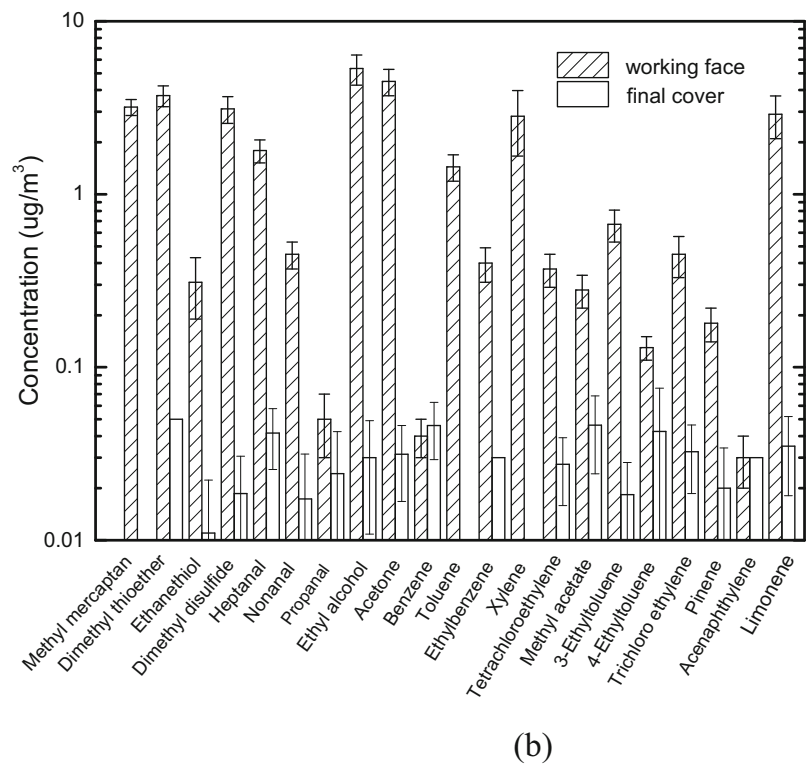 10
1
0.1
0.01
Concentration (ug/m³)
working face
final cover
Methyl mercaptan
Dimethyl thioether
Ethanethiol
Dimethyl disulfide
Heptanal
Nonanal
Propanal
Ethyl alcohol
Acetone
Benzene
Toluene
Ethylbenzene
Xylene
Tetrachloroethylene
Methyl acetate
3-Ethyltoluene
4-Ethyltoluene
Trichloro ethylene
Pinene
Acenaphthylene
Limonene
(b)